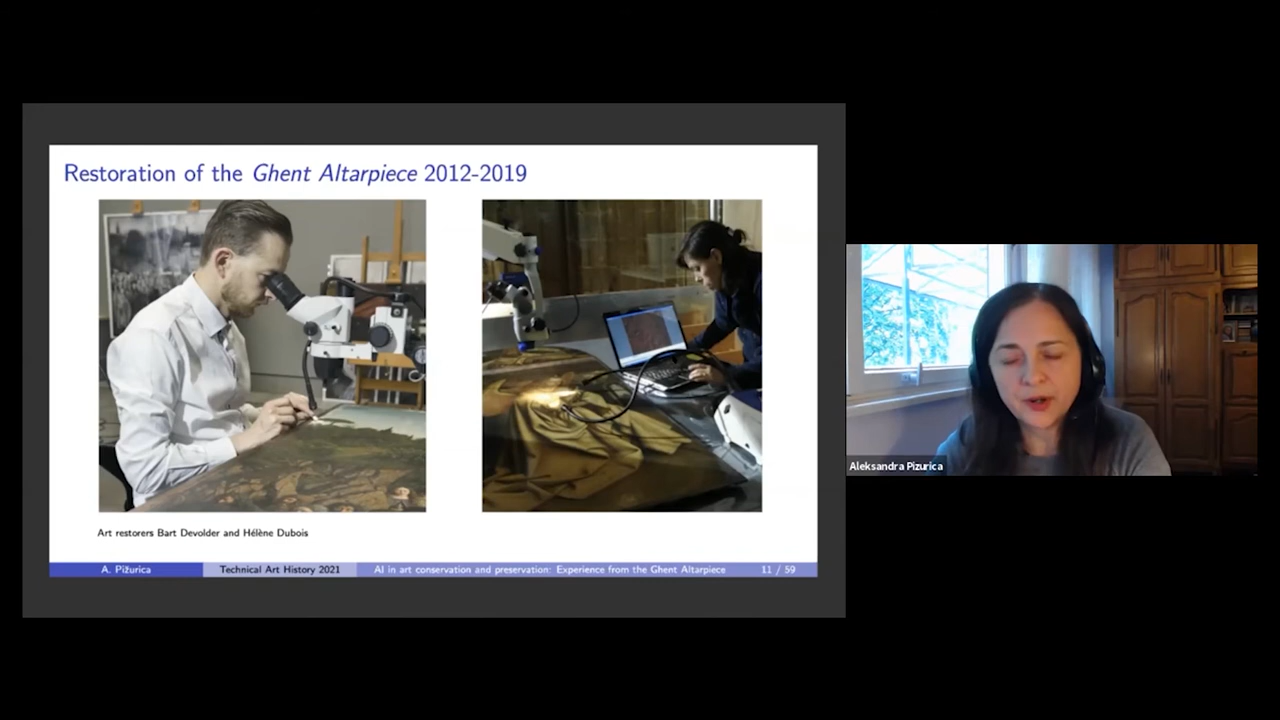 Restoration of the Ghent Altarpiece 2012-2019
Art restorers Bart Devolder and Hélène Dubois
A. Pižurica Technical Art History 2021 AI in art conservation and preservation: Experience from the Ghent Altarpiece 11 / 59
Aleksandra Pizurica